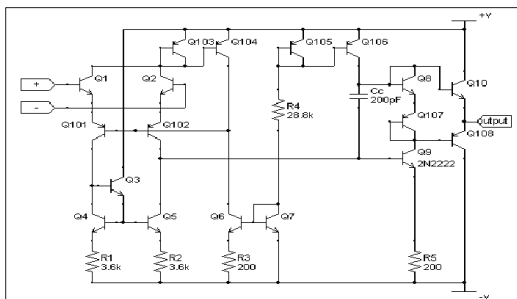 +V
Q103 Q104 Q105 Q106
+ Q1 Q2 Q8 Q10
- R4
28.8k
Cc
200pF
Q107 output
Q101 Q102 Q108
Q3 Q9
2N2222
Q4 Q5 Q6 Q7
R1
3.6k
R2
3.6k
R3
200
R5
200
-V